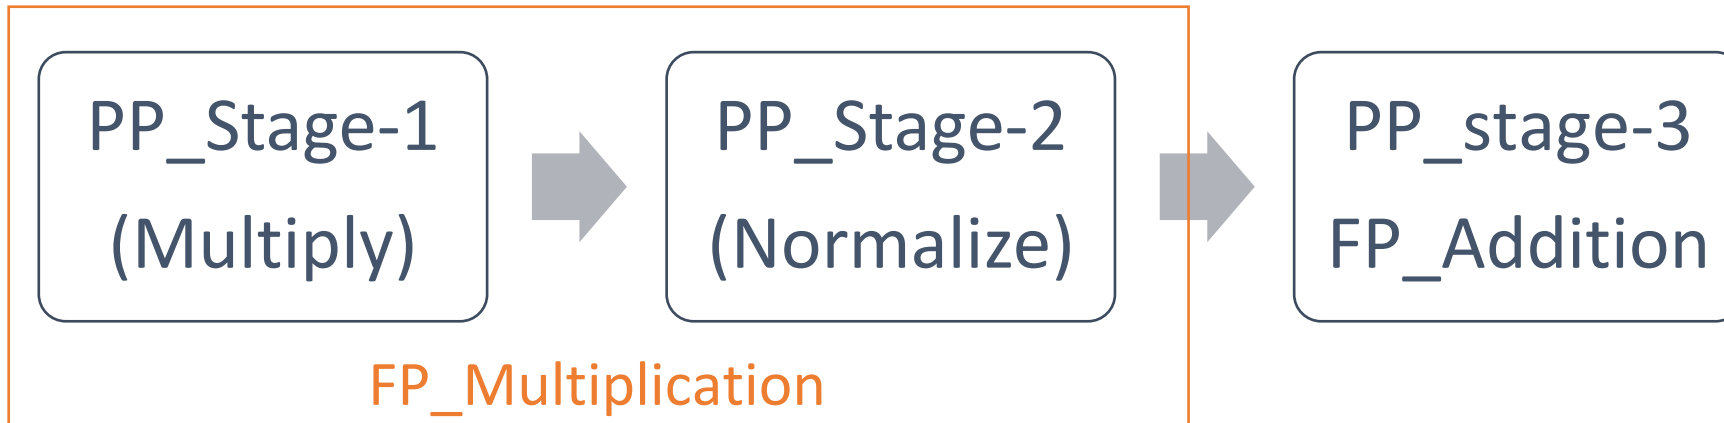 PP_Stage-1
(Multiply)
PP_Stage-2
(Normalize)
PP_stage-3
FP_Addition
FP_Multiplication